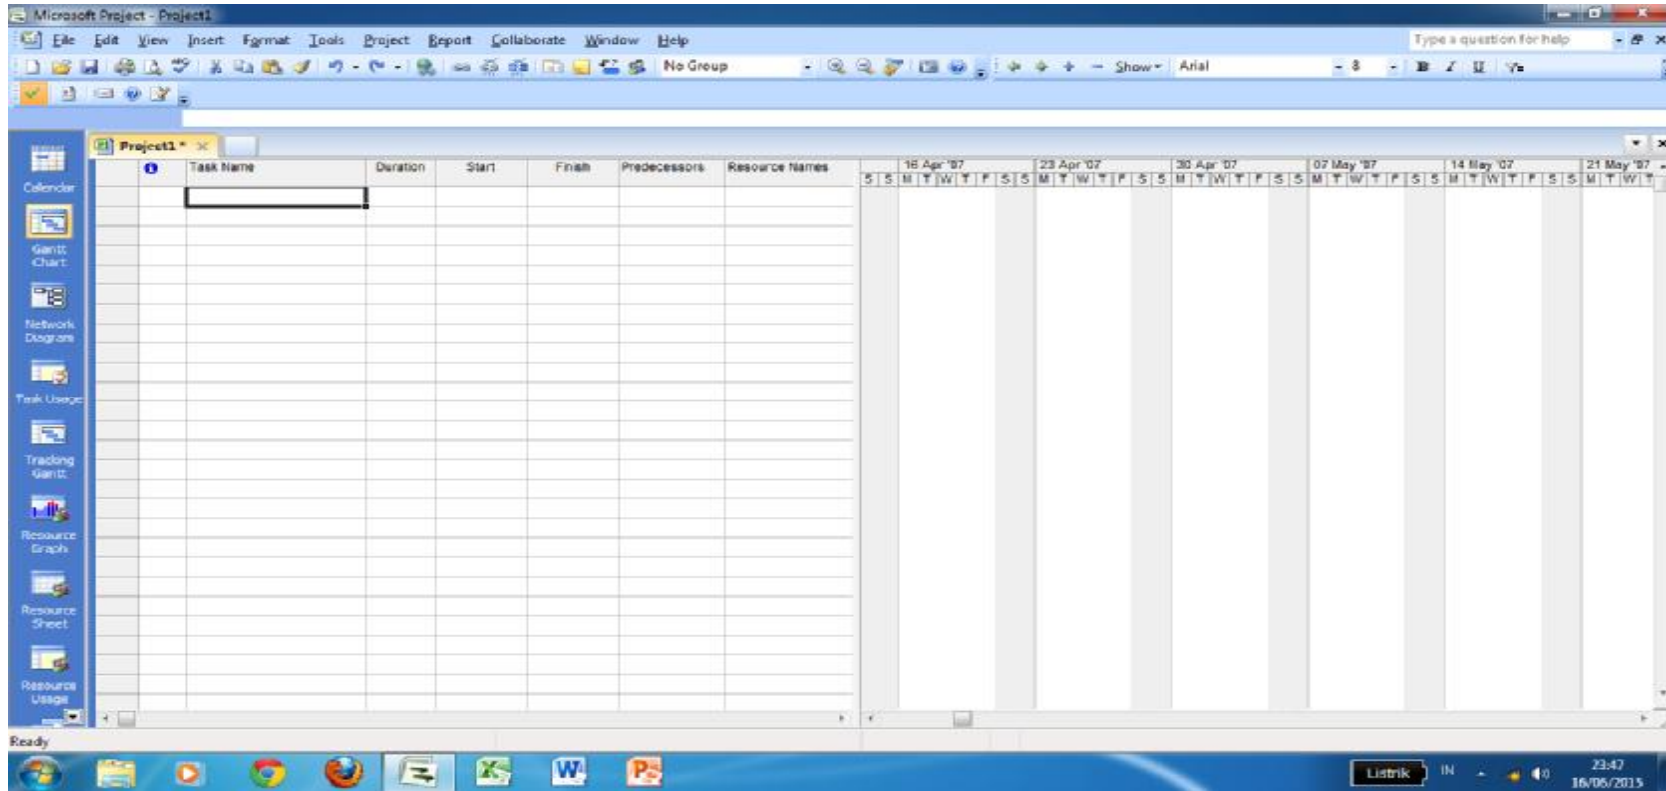 Microsoft Project - Project1
File Edit View Insert Format Tools Project Report Collaborate Window Help
Type a question for help
No Group
Show
Arial
8
B I U
Project1 *
Task Name Duration Start Finish Predecessors Resource Names
16 Apr '07 23 Apr '07 30 Apr '07 07 May '07 14 May '07 21 May '07
S S M T W T F S S M T W T F S S M T W T F S S M T W T F S S M T W T F S S M T W T
Calendar
Gantt
Chart
Network
Diagram
Task Usage
Tracking
Gantt
Resource
Graph
Resource
Sheet
Resource
Usage
Ready
Listrik
IN
23:47
16/06/2015